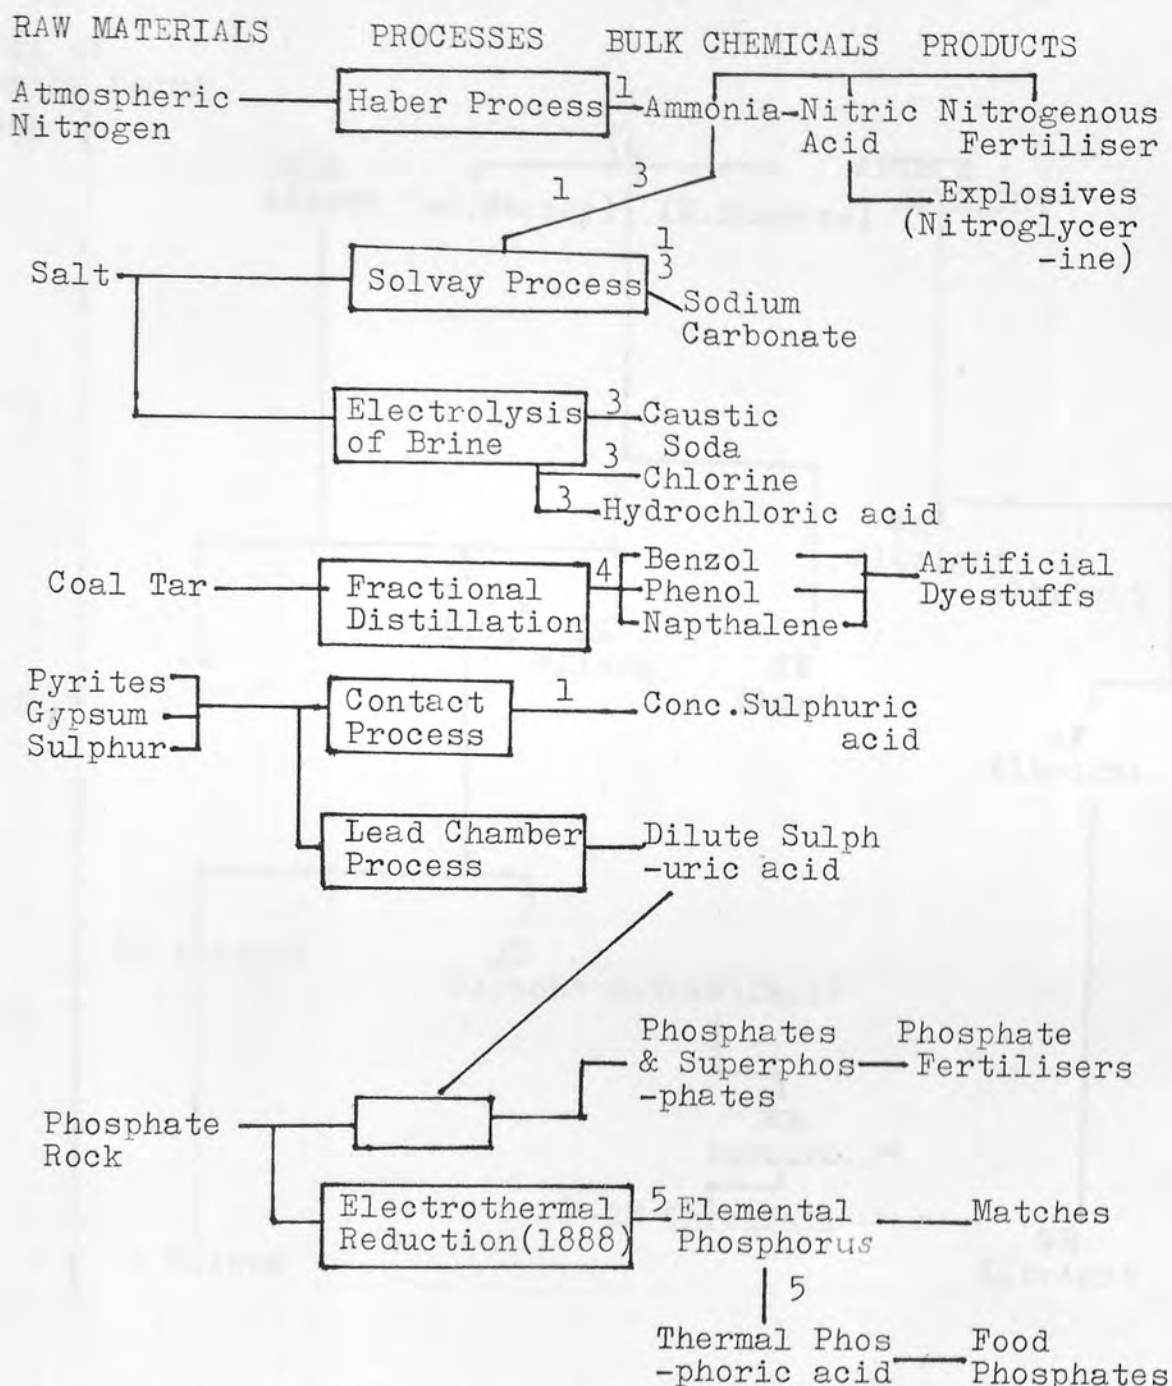 RAW MATERIALS PROCESSES BULK CHEMICALS PRODUCTS
Atmospheric
Nitrogen
Haber Process
1
Ammonia-Nitric
Acid
Nitrogenous
Fertiliser
Explosives
(Nitroglycer
-ine)
1
3
Salt
Solvay Process
1
3
Sodium
Carbonate
Electrolysis
of Brine
3
Caustic
Soda
3
Chlorine
3
Hydrochloric acid
Coal Tar
Fractional
Distillation
4
Benzol
Phenol
Napthalene
Artificial
Dyestuffs
Pyrites
Gypsum
Sulphur
Contact
Process
1
Conc.Sulphuric
acid
Lead Chamber
Process
Dilute Sulph
-uric acid
Phosphate
Rock
Phosphates
& Superphos
-phates
Phosphate
Fertilisers
Electrothermal
Reduction(1888)
5
Elemental
Phosphorus
Matches
5
Thermal Phos
-phoric acid
Food
Phosphates